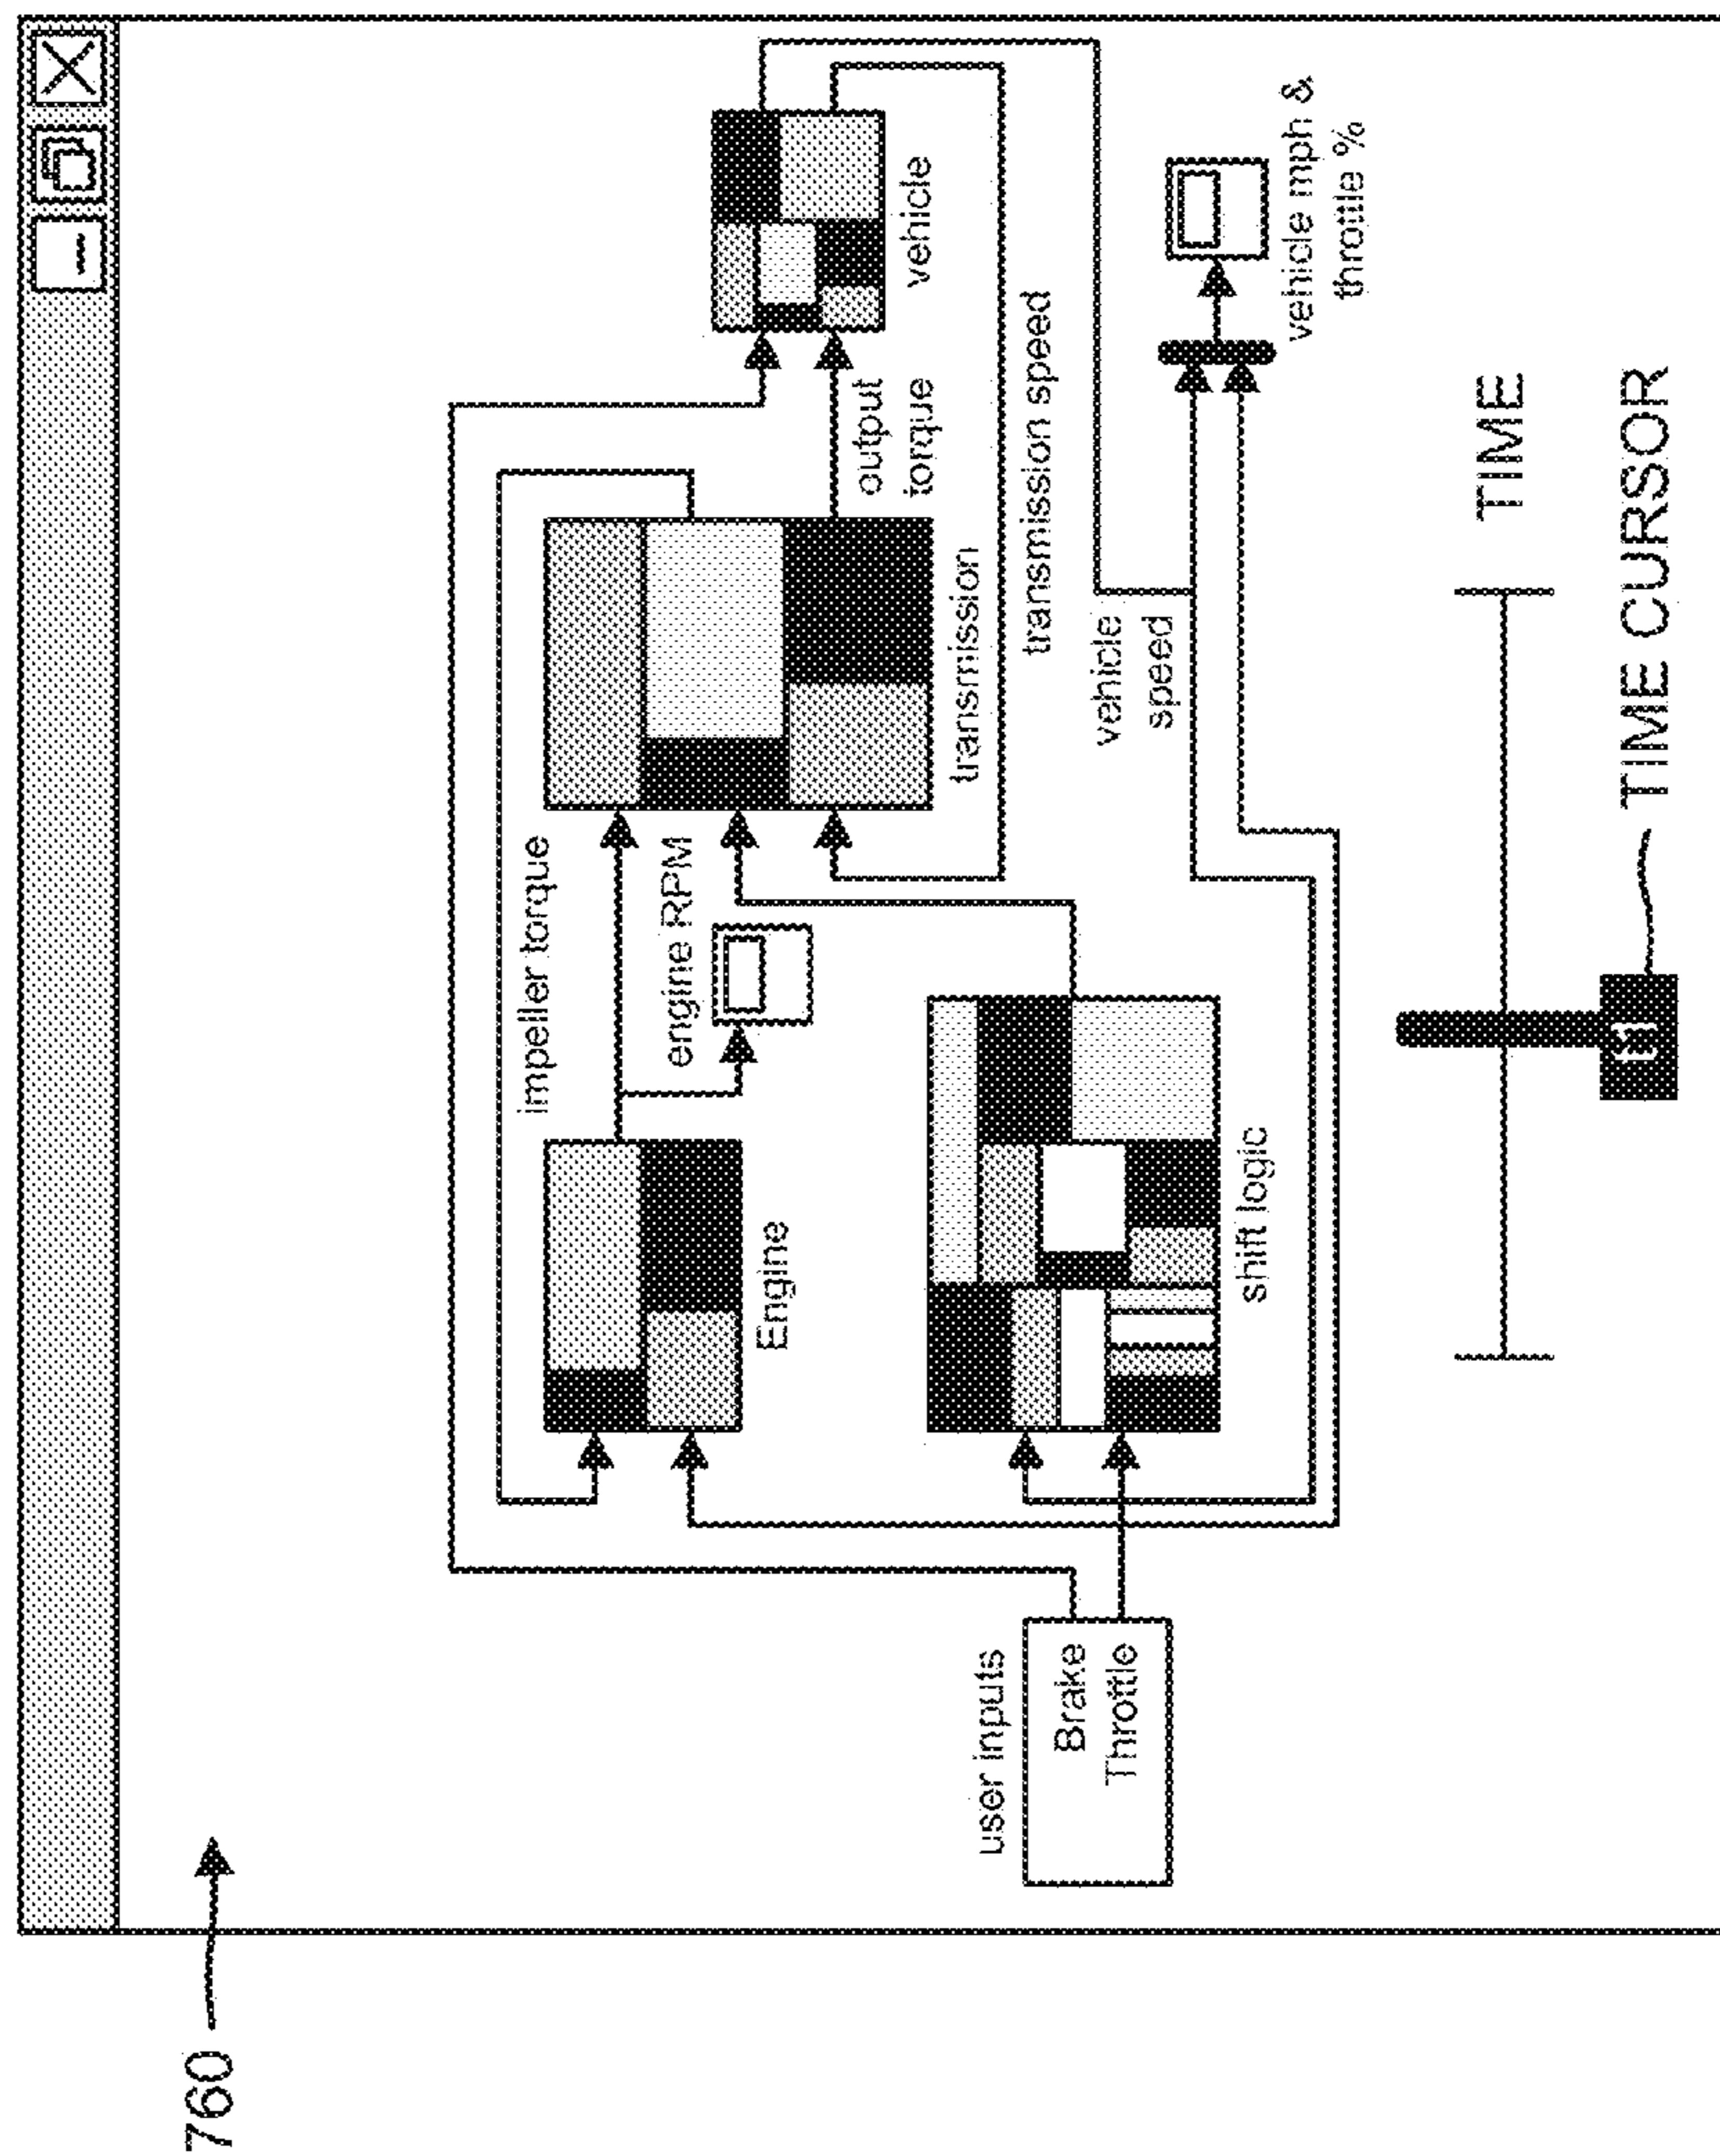 760
user inputs
Brake
Throttle
impeller torque
engine RPM
Engine
shift logic
transmission
output
torque
vehicle
transmission speed
vehicle
speed
vehicle mph &
throttle %
TIME
TIME CURSOR